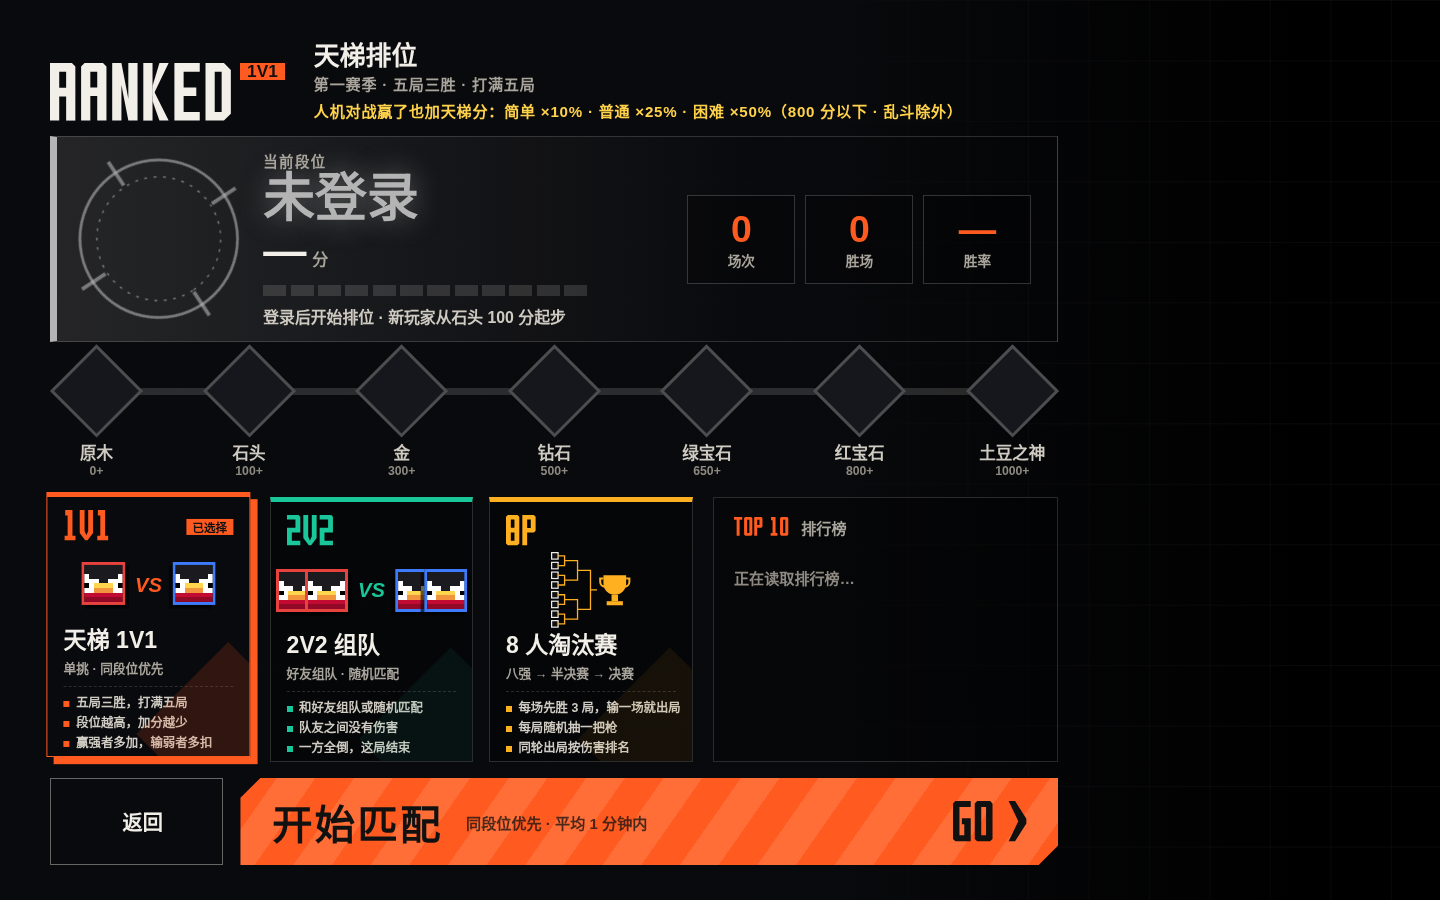 RANKED 1V1
天梯排位
第一赛季 · 五局三胜 · 打满五局
人机对战赢了也加天梯分：简单 ×10% · 普通 ×25% · 困难 ×50%（800 分以下 · 乱斗除外）
当前段位
未登录
— 分
登录后开始排位 · 新玩家从石头 100 分起步
0
场次
0
胜场
—
胜率
原木
0+
石头
100+
金
300+
钻石
500+
绿宝石
650+
红宝石
800+
土豆之神
1000+
1V1
已选择
VS
天梯 1V1
单挑 · 同段位优先
五局三胜，打满五局
段位越高，加分越少
赢强者多加，输弱者多扣
2V2
VS
2V2 组队
好友组队 · 随机匹配
和好友组队或随机匹配
队友之间没有伤害
一方全倒，这局结束
8P
8 人淘汰赛
八强 → 半决赛 → 决赛
每场先胜 3 局，输一场就出局
每局随机抽一把枪
同轮出局按伤害排名
TOP 10 排行榜
正在读取排行榜…
返回
开始匹配
同段位优先 · 平均 1 分钟内
GO ❯